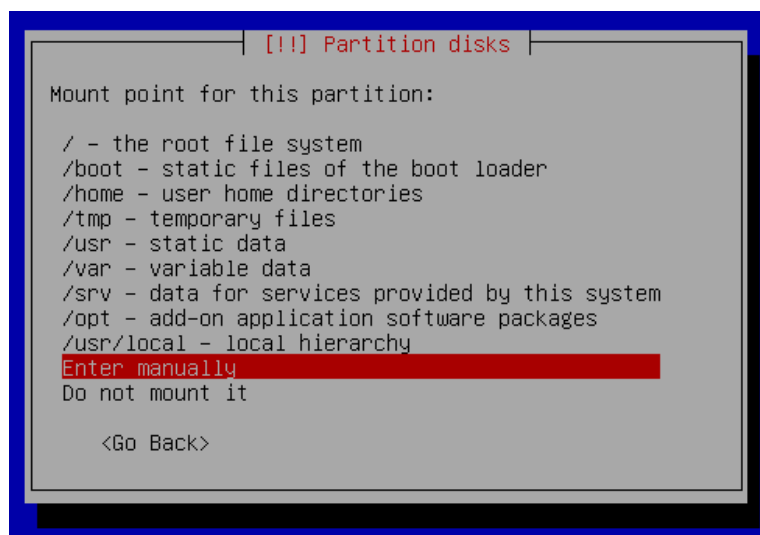 [!!] Partition disks
Mount point for this partition:
/ – the root file system
/boot – static files of the boot loader
/home – user home directories
/tmp – temporary files
/usr – static data
/var – variable data
/srv – data for services provided by this system
/opt – add-on application software packages
/usr/local – local hierarchy
Enter manually
Do not mount it
<Go Back>